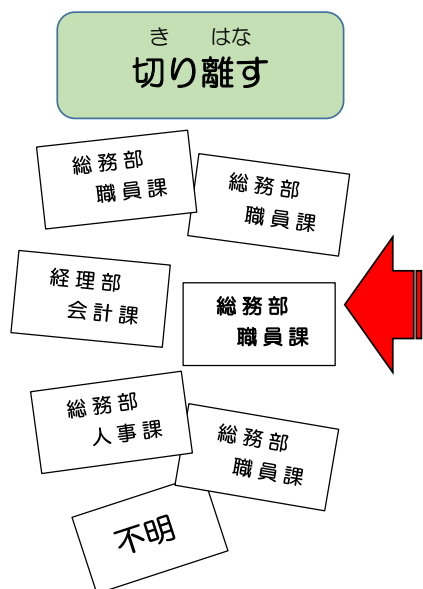 き はな
切り離す
総務部
職員課
総務部
職員課
経理部
会計課
総務部
職員課
総務部
人事課
総務部
職員課
不明